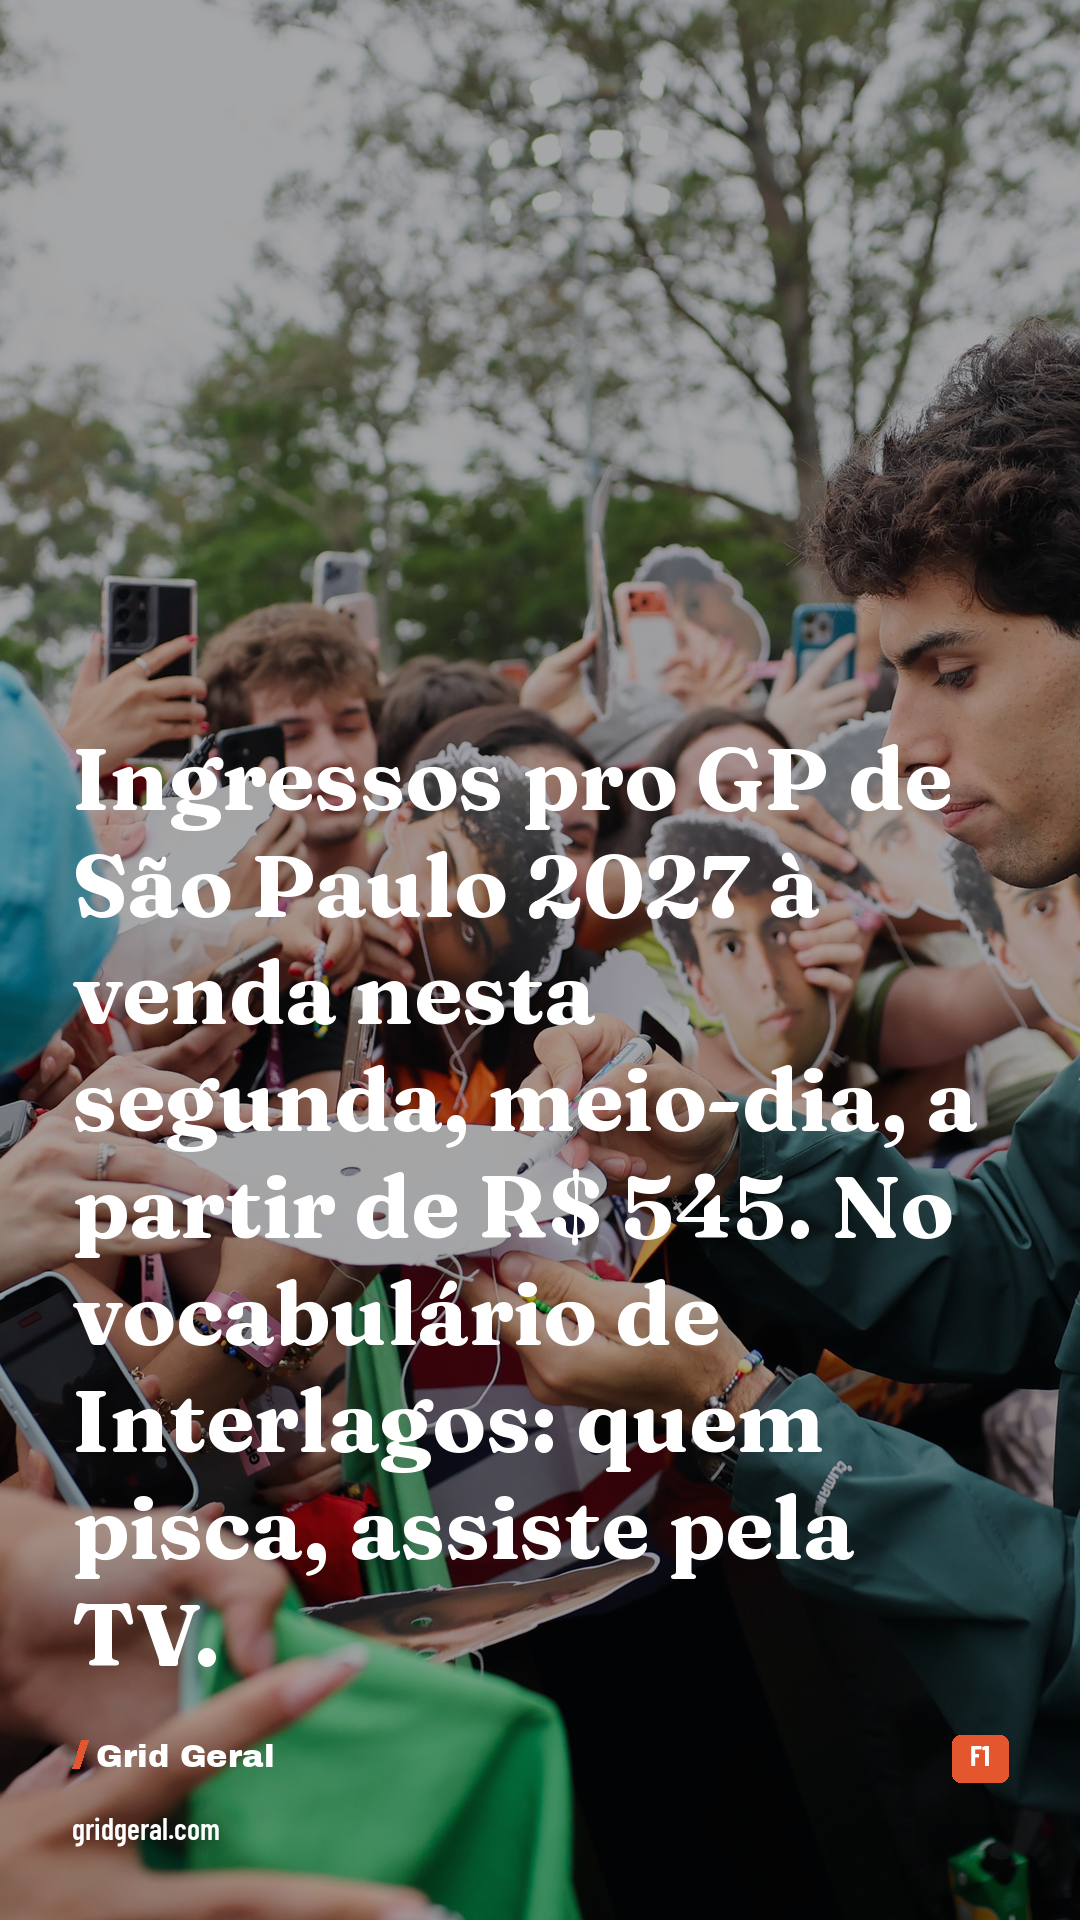 Ingressos pro GP de
São Paulo 2027 à
venda nesta
segunda, meio-dia, a
partir de R$ 545. No
vocabulário de
Interlagos: quem
pisca, assiste pela
TV.
/ Grid Geral
F1
gridgeral.com